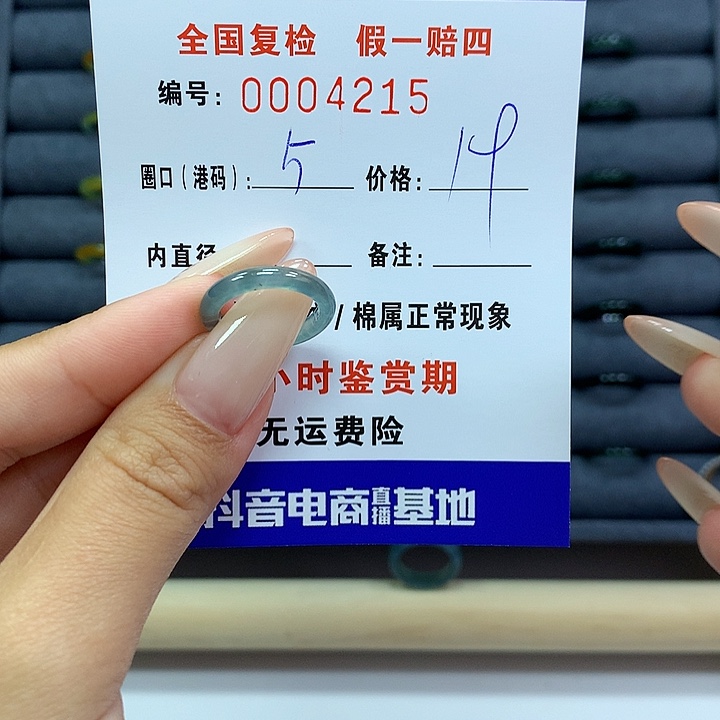 全国复检 假一赔四
编号：0004215
圈口（港码）：5 价格：19
内直径 备注：
/棉属正常现象
小时鉴赏期
无运费险
抖音电商直播基地